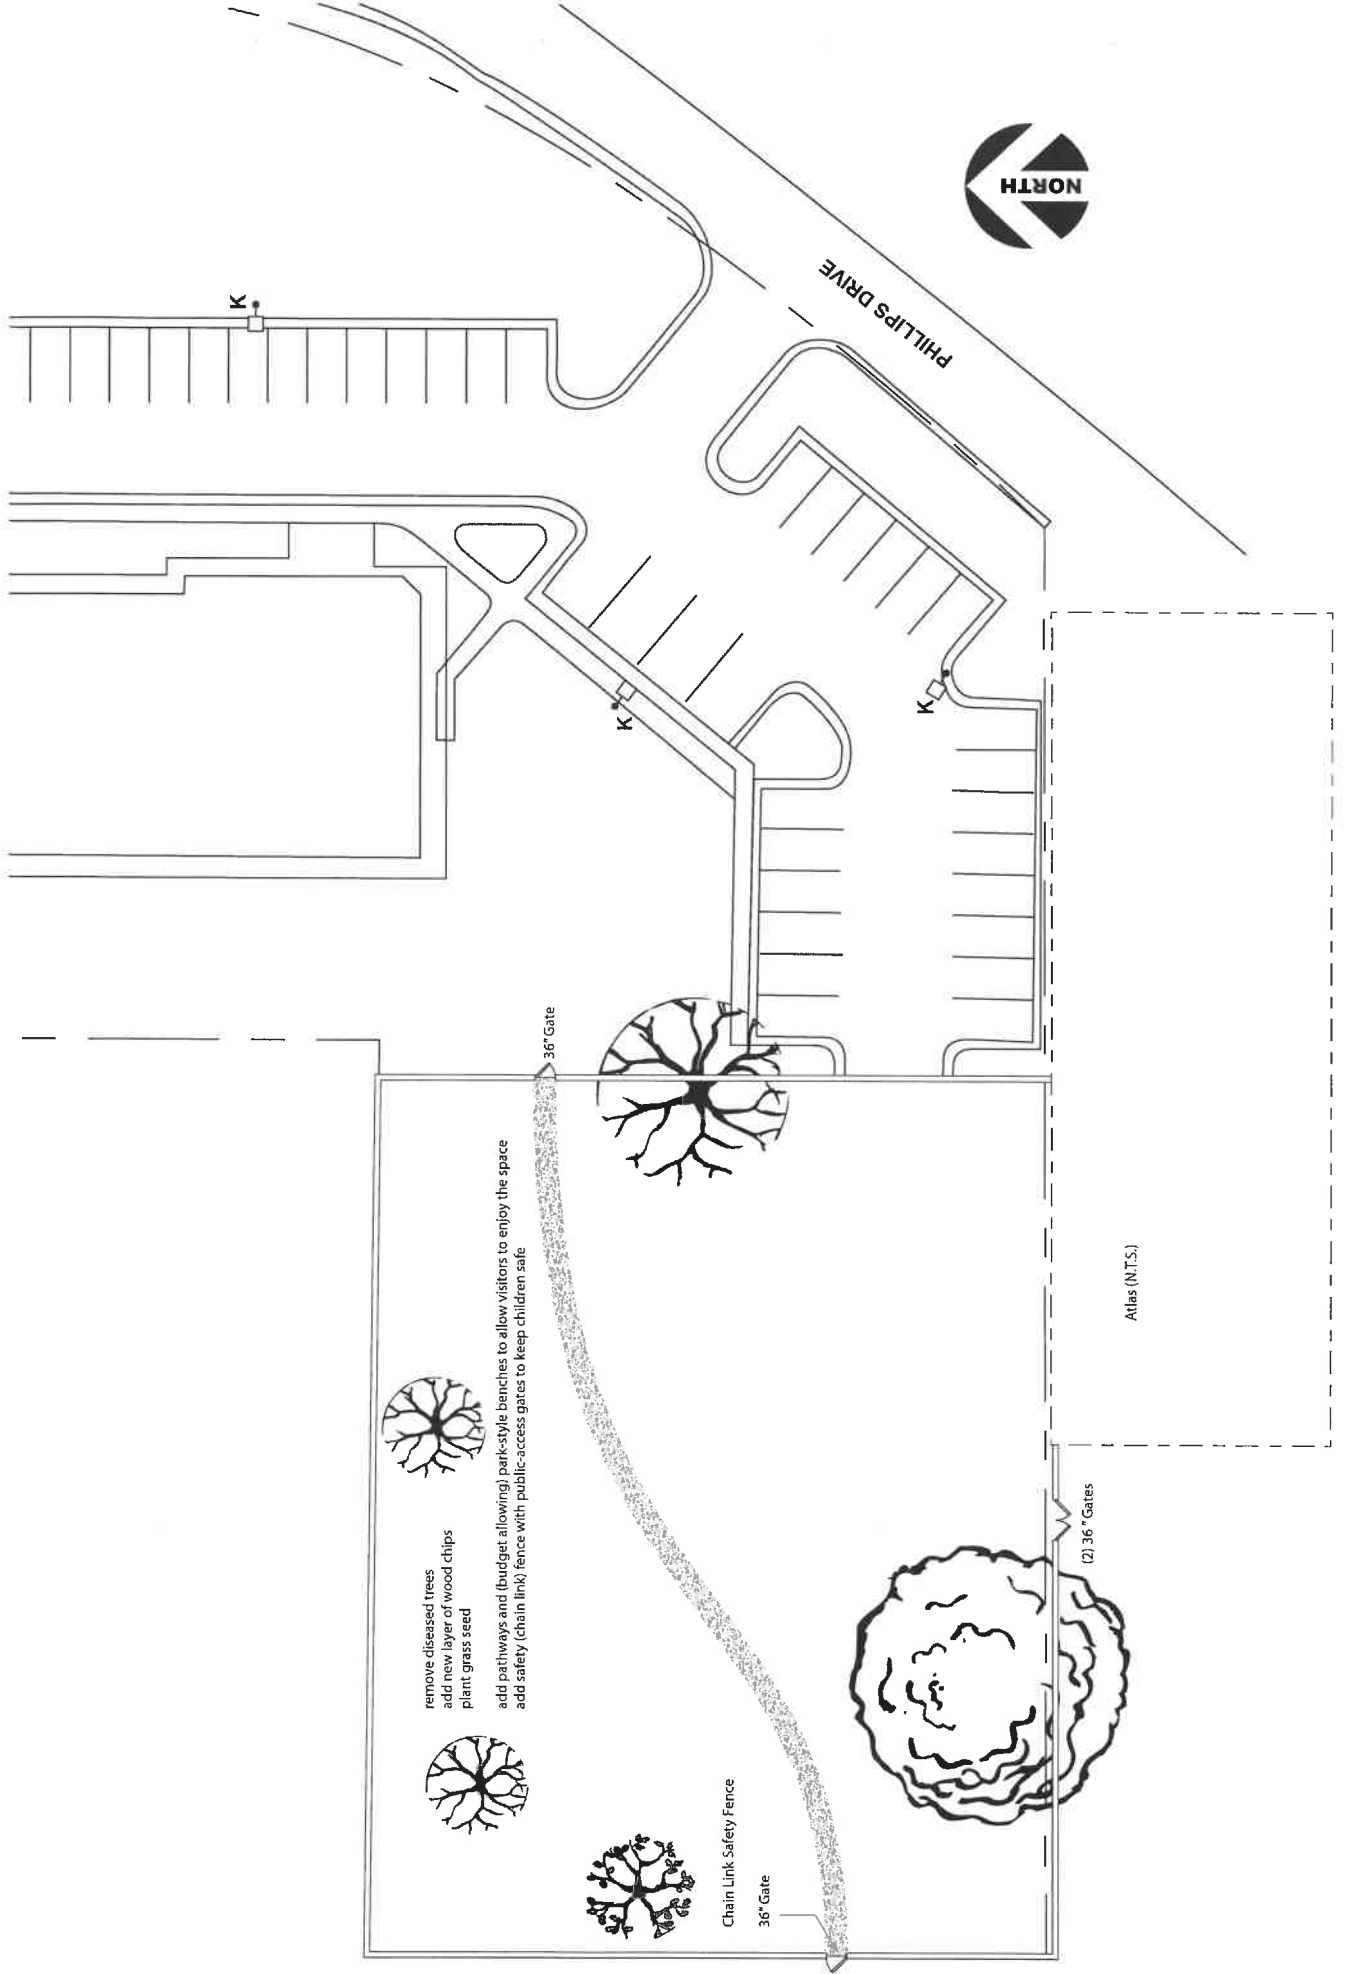 K
NORTH
PHILLIPS DRIVE
K
K
36" Gate
remove diseased trees
add new layer of wood chips
plant grass seed
add pathways and (budget allowing) park-style benches to allow visitors to enjoy the space
add safety (chain link) fence with public-access gates to keep children safe
Atlas (N.T.S.)
(2) 36 " Gates
Chain Link Safety Fence
36" Gate